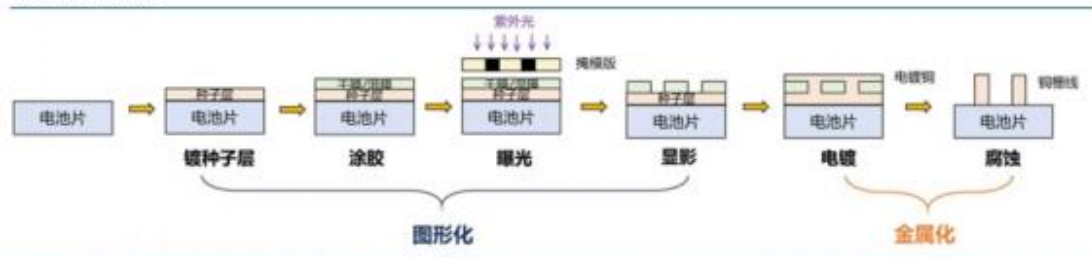 紫外光
掩模版
干膜/湿膜
干膜/湿膜
电镀铜
铜栅线
种子层
种子层
种子层
种子层
电池片
电池片
电池片
电池片
电池片
电池片
电池片
镀种子层
涂胶
曝光
显影
电镀
腐蚀
图形化
金属化